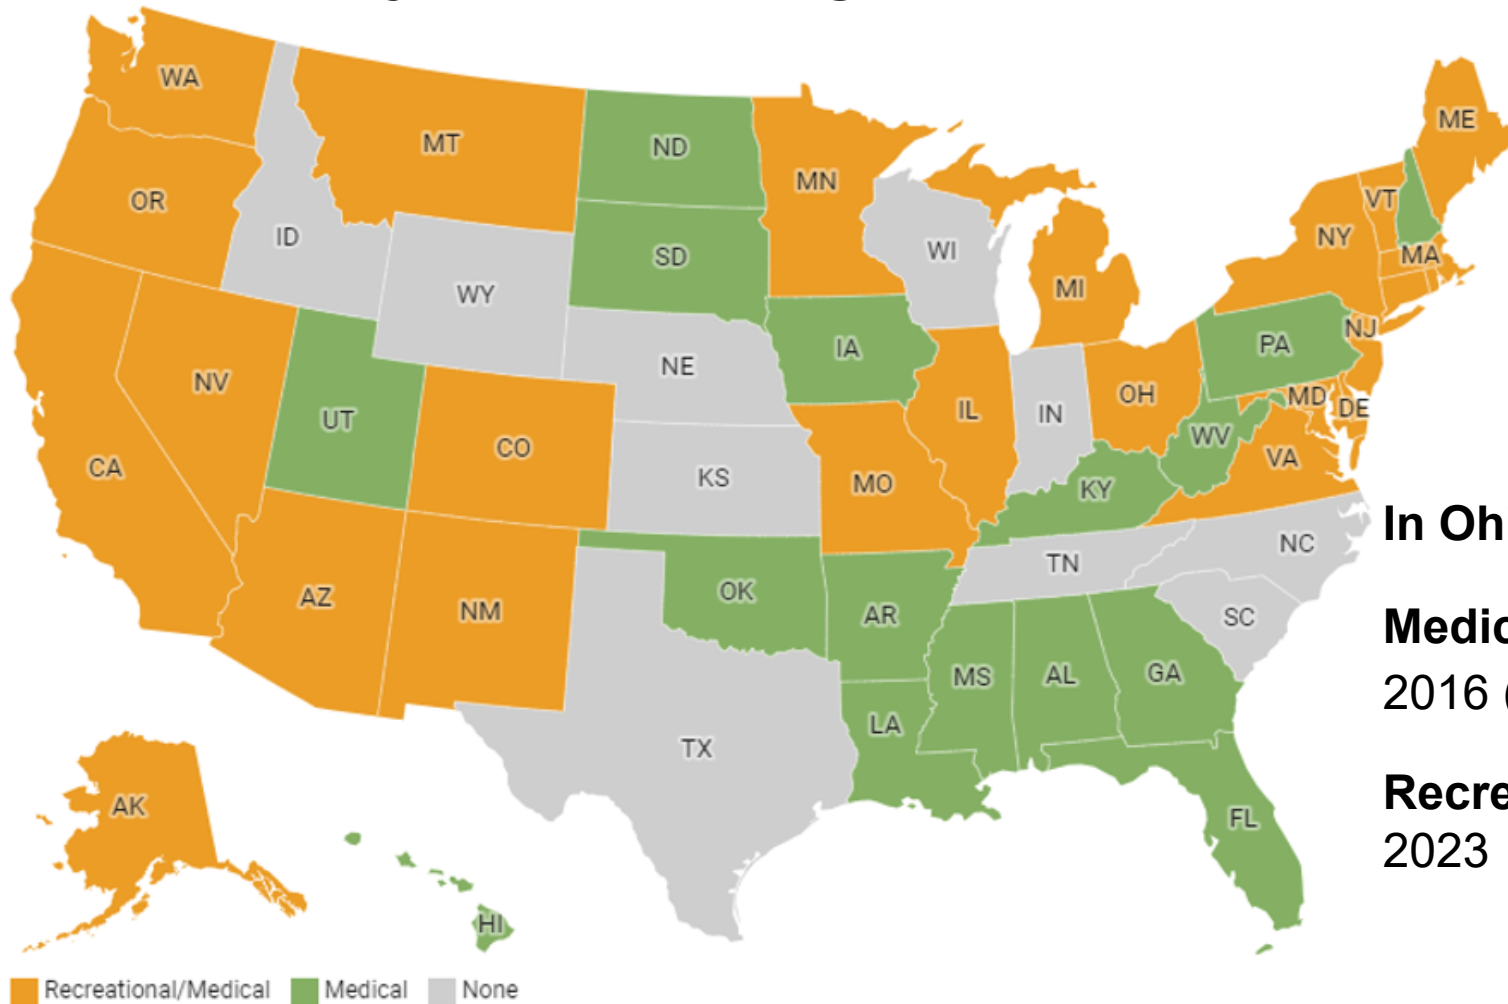 WA
MT
ND
MN
ME
OR
ID
SD
WI
VT
NY
MA
WY
MI
NV
UT
NE
IA
PA
NJ
CA
CO
KS
MO
IL
IN
OH
MD
DE
WV
VA
KY
In Oh
NC
TN
AZ
NM
OK
AR
SC
Medic
MS
AL
GA
2016 (
LA
TX
AK
FL
Recre
2023
HI
Recreational/Medical Medical None